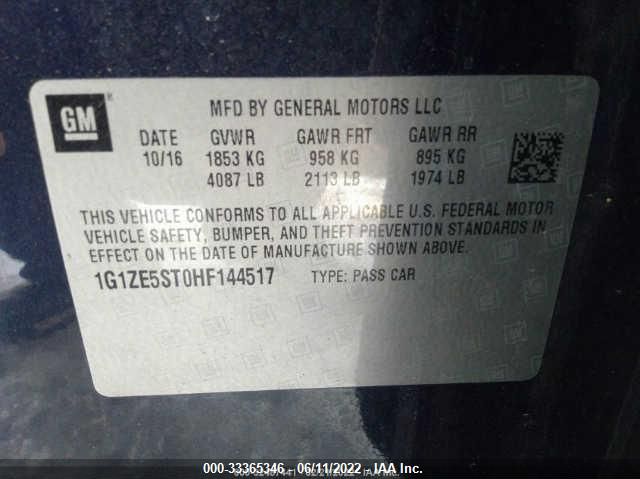 GM
MFD BY GENERAL MOTORS LLC
DATE GVWR GAWR FRT GAWR RR
10/16 1853 KG 958 KG 895 KG
4087 LB 2113 LB 1974 LB
THIS VEHICLE CONFORMS TO ALL APPLICABLE U.S. FEDERAL MOTOR
VEHICLE SAFETY, BUMPER, AND THEFT PREVENTION STANDARDS IN
EFFECT ON THE DATE OF MANUFACTURE SHOWN ABOVE.
1G1ZE5ST0HF144517 TYPE: PASS CAR
000-33365346 - 06/11/2022 - IAA Inc.